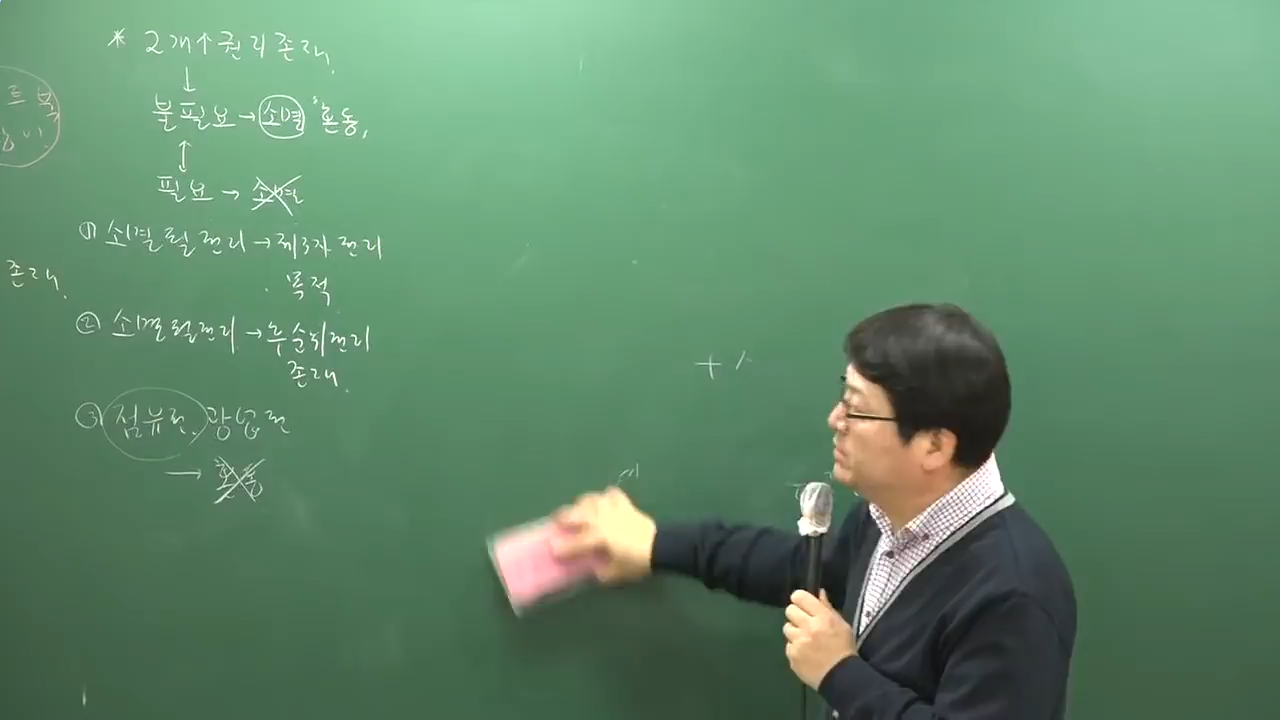 * 2개↑권리존재.
↓
불필요→소멸 "혼동,
↕
필요→소멸
① 소멸될권리→제3자권리
목적
② 소멸될권리→후순위권리
존재.
존재.
③ 점유권. 광업권
→ 혼동